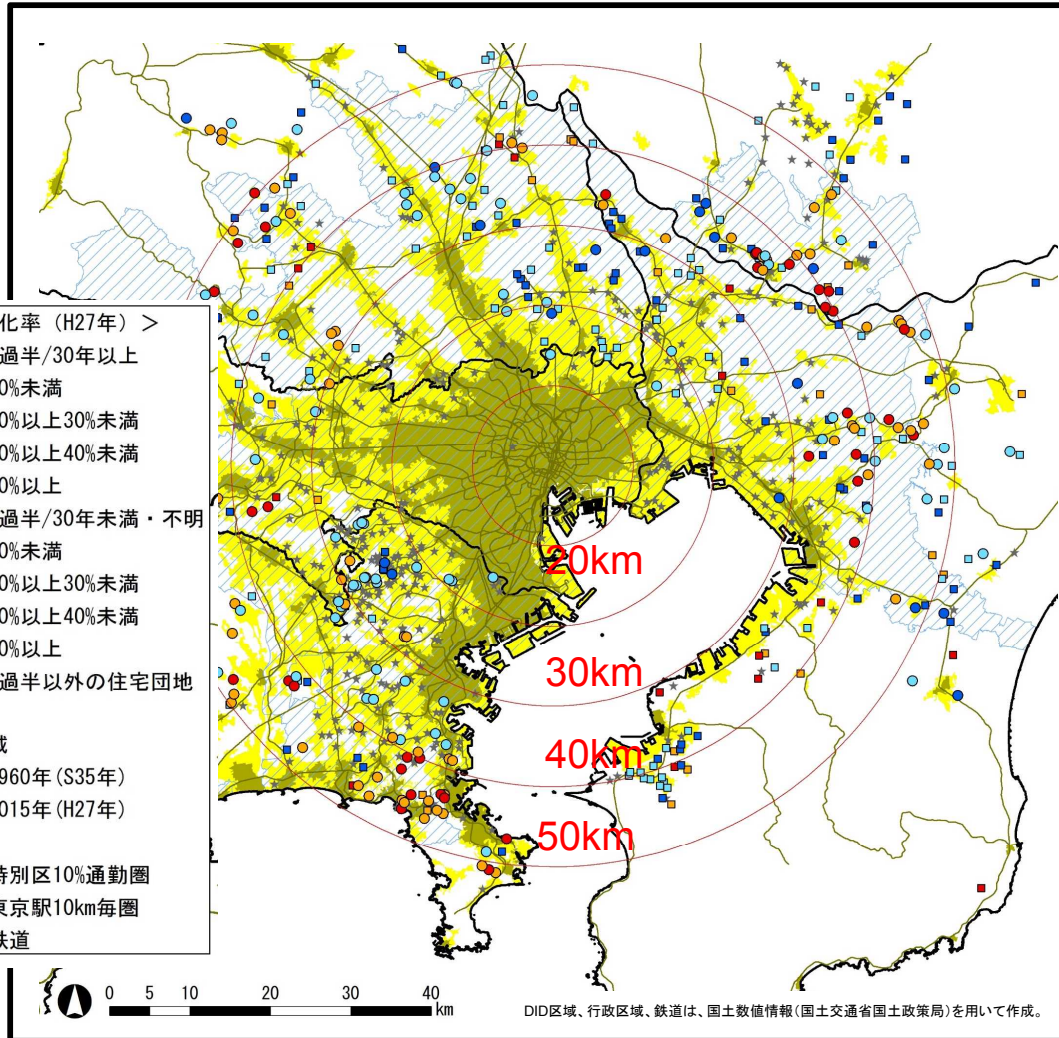 化率（H27年）＞
過半/30年以上
0%未満
0%以上30%未満
0%以上40%未満
0%以上
過半/30年未満・不明
0%未満
0%以上30%未満
0%以上40%未満
0%以上
過半以外の住宅団地
域
960年(S35年)
015年(H27年)
特別区10%通勤圏
東京駅10km毎圏
鉄道
20km
30km
40km
50km
0 5 10 20 30 40
km
DID区域、行政区域、鉄道は、国土数値情報（国土交通省国土政策局）を用いて作成。